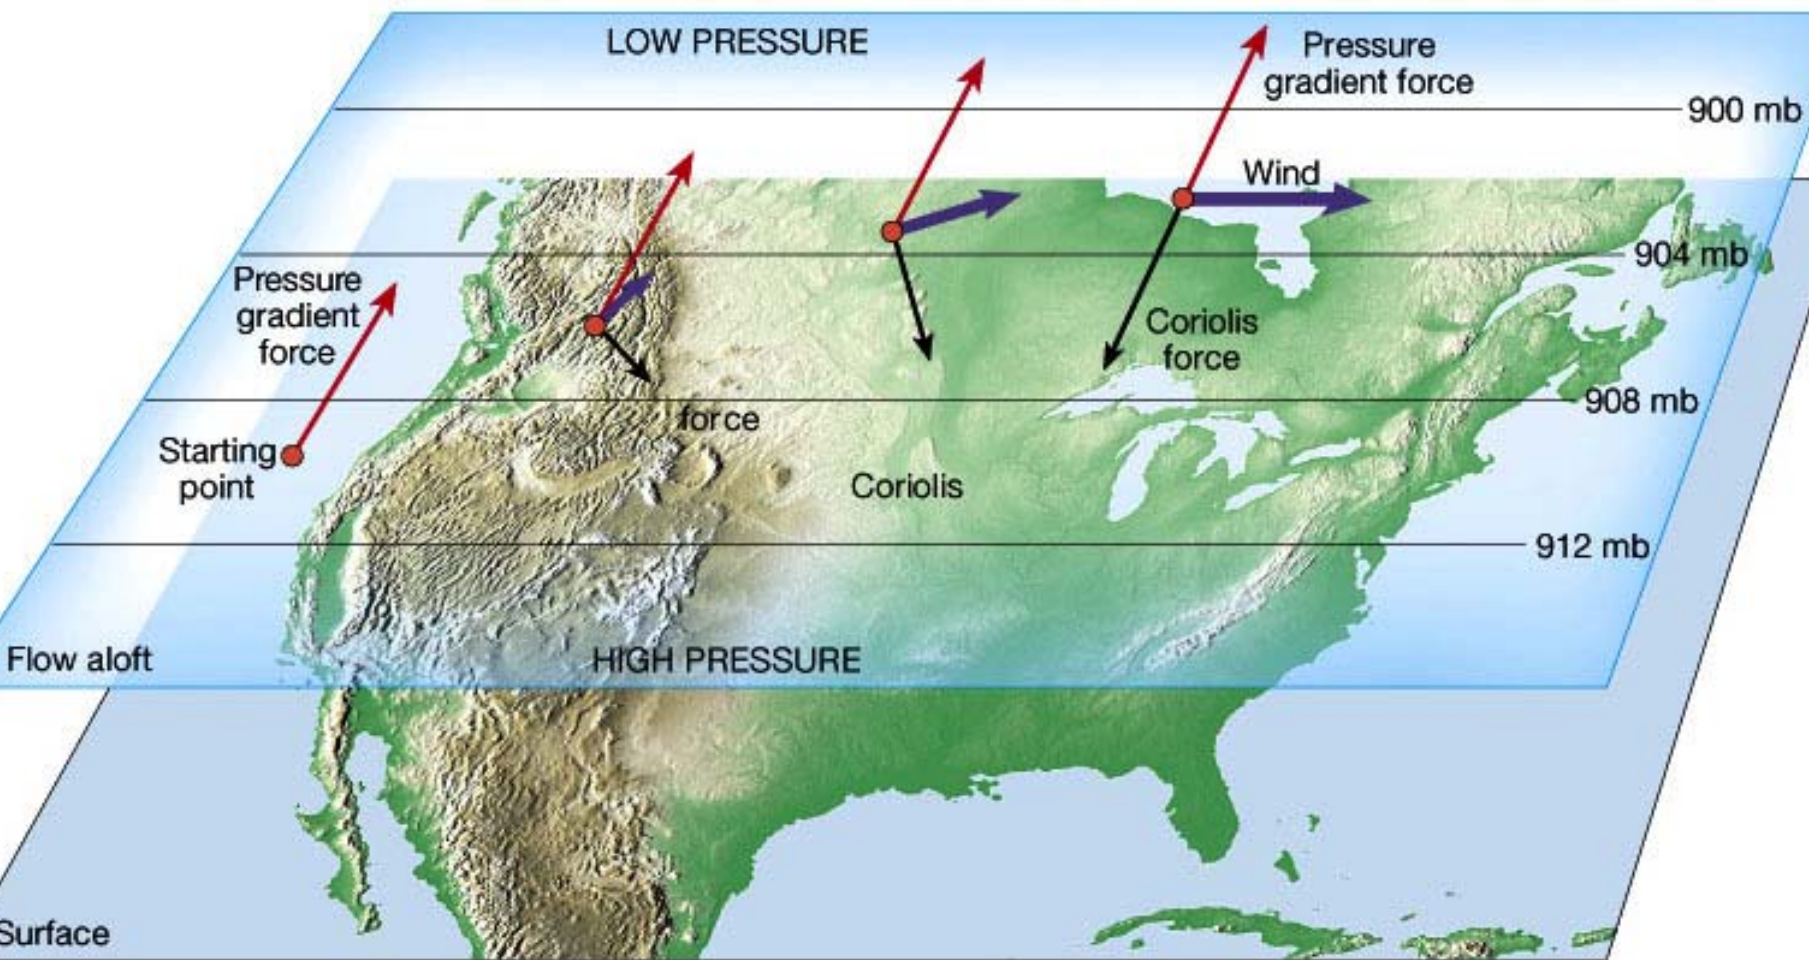 LOW PRESSURE
Pressure
gradient force
900 mb
Wind
904 mb
Pressure
gradient
force
Coriolis
force
908 mb
force
Starting
point
Coriolis
912 mb
Flow aloft
HIGH PRESSURE
Surface